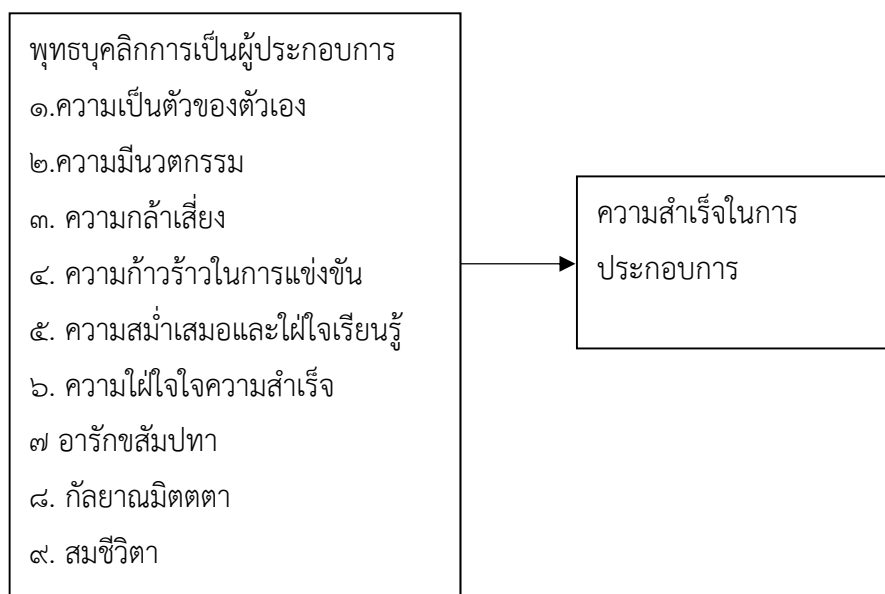 พุทธบุคลิกการเป็นผู้ประกอบการ
๑.ความเป็นตัวของตัวเอง
๒.ความมีนวตกรรม
๓. ความกล้าเสี่ยง
๔. ความก้าวร้าวในการแข่งขัน
๕. ความสม่ำเสมอและใฝ่ใจเรียนรู้
๖. ความใฝ่ใจใจความสำเร็จ
๗ อารักขสัมปทา
๘. กัลยาณมิตตตา
๙. สมชีวิตา
ความสำเร็จในการ
ประกอบการ